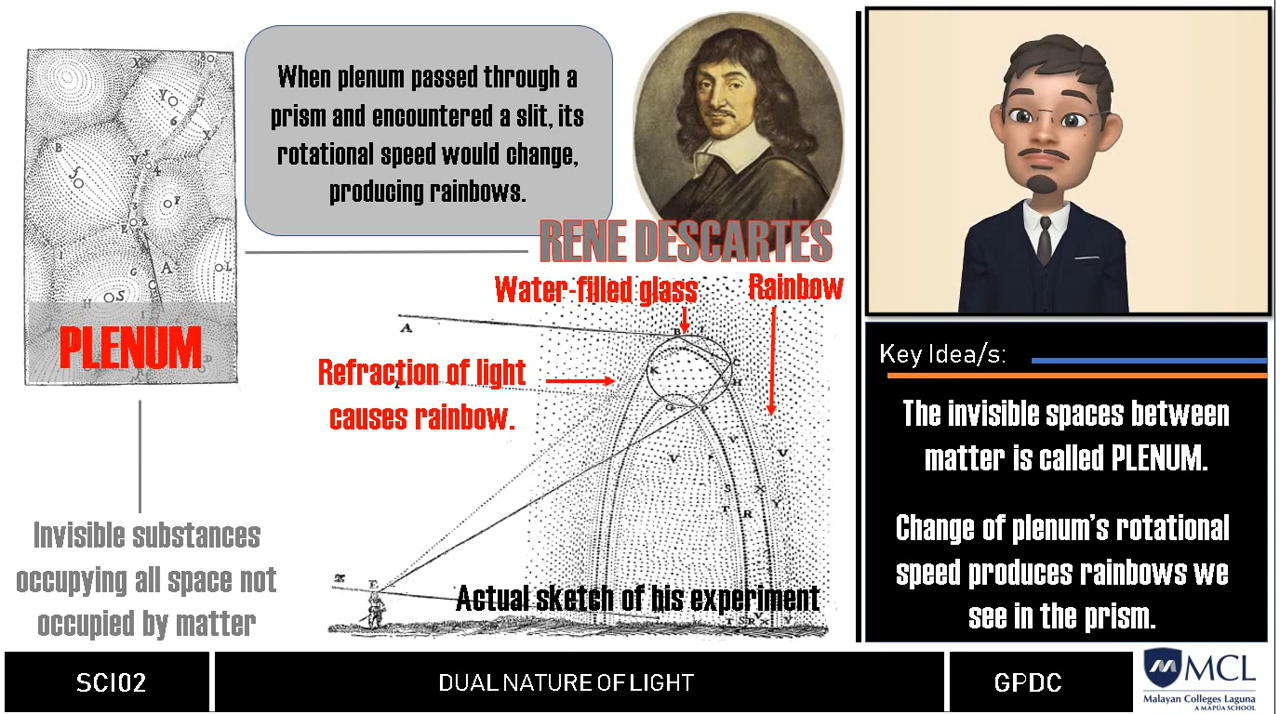 When plenum passed through a
prism and encountered a slit, its
rotational speed would change,
producing rainbows.
RENE DESCARTES
PLENUM
Invisible substances
occupying all space not
occupied by matter
Water-filled glass
Rainbow
Refraction of light
causes rainbow.
Actual sketch of his experiment
Key Idea/s:
The invisible spaces between
matter is called PLENUM.
Change of plenum's rotational
speed produces rainbows we
see in the prism.
SCI02
DUAL NATURE OF LIGHT
GPDC
MCL
Malayan Colleges Laguna
A MAPÚA SCHOOL